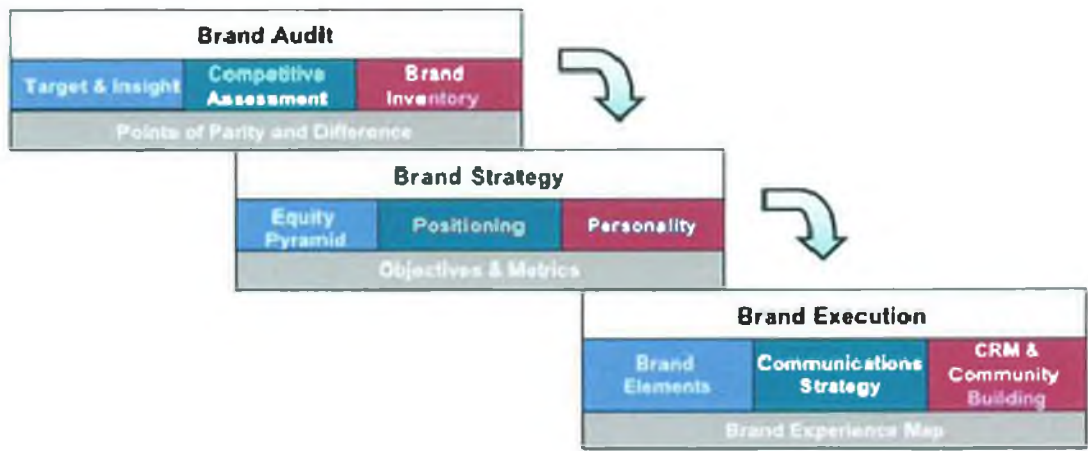 Brand Audit
Target & Insight
Competitive
Assessment
Brand
Inventory
Points of Parity and Difference
Brand Strategy
Equity
Pyramid
Positioning
Personality
Objectives & Metrics
Brand Execution
Brand
Elements
Communications
Strategy
CRM &
Community
Building
Brand Experience Map